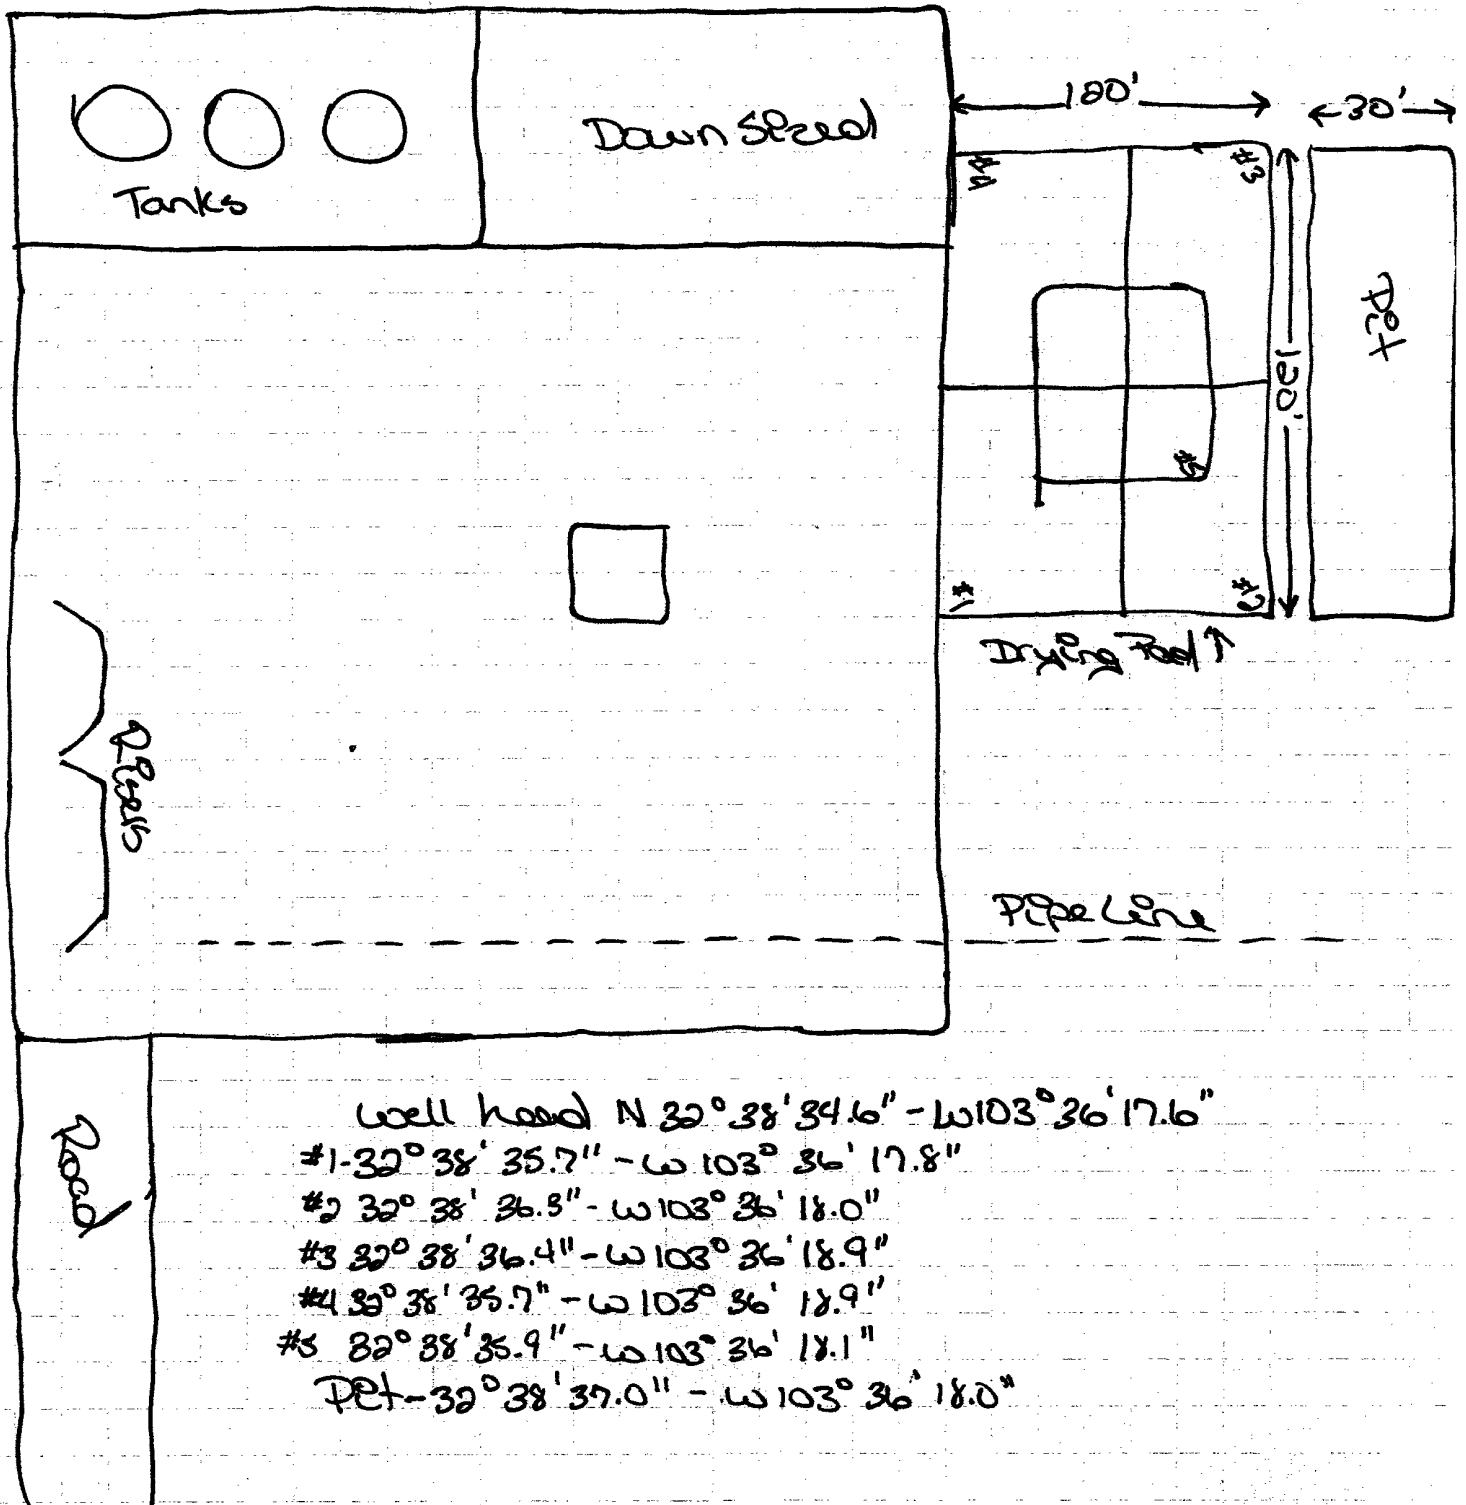 100'
30'
Down Sized
Tanks
#4
#3
Pit
100'
#5
#1
#2
Drying Pad ↑
Risers
Pipe Line
Road
well head N 32° 38' 34.6" - W103° 36' 17.6"
#1-32° 38' 35.7" - W 103° 36' 17.8"
#2 32° 38' 36.3" - W 103° 36' 18.0"
#3 32° 38' 36.4" - W 103° 36' 18.9"
#4 32° 38' 35.7" - W 103° 36' 18.9"
#5 32° 38' 35.9" - W 103° 36' 18.1"
Pit - 32° 38' 37.0" - W 103° 36' 18.0"